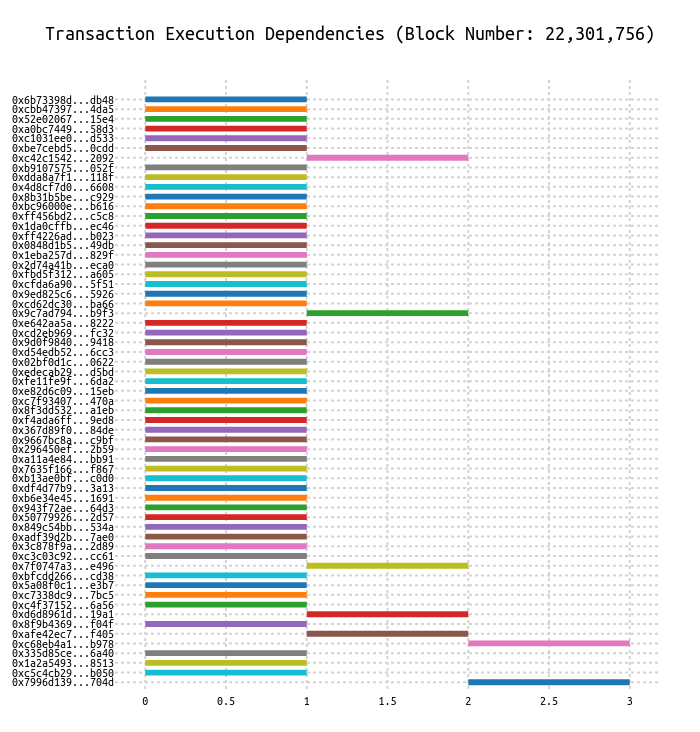 Transaction Execution Dependencies (Block Number: 22,301,756)
0x6b73398d...db48
0xcbb47397...4da5
0x52e02067...15e4
0xa0bc7449...58d3
0xc1031ee0...d533
0xbe7cebd5...0cdd
0xc42c1542...2092
0xb9107575...052f
0xdda8a7f1...118f
0x4d8cf7d0...6608
0x8b31b5be...c929
0xbc96000e...b616
0xff456bd2...c5c8
0x1da0cffb...ec46
0xff4226ad...b023
0x0848d1b5...49db
0x1eba257d...829f
0x2d74a41b...eca0
0xfbd5f312...a605
0xcfda6a90...5f51
0x9ed825c6...5926
0xcd62dc30...ba66
0x9c7ad794...b9f3
0xe642aa5a...8222
0xcd2eb969...fc32
0x9d0f9840...9418
0xd54edb52...6cc3
0x02bf0d1c...0622
0xedecab29...d5bd
0xfe11fe9f...6da2
0xe82d6c09...15eb
0xc7f93407...470a
0x8f3dd532...a1eb
0xf4ada6ff...9ed8
0x367d89f0...84de
0x9667bc8a...c9bf
0x296450ef...2b59
0xa11a4e84...bb91
0x7635f166...f867
0xb13ae0bf...c0d0
0xdf4d77b9...3a13
0xb6e34e45...1691
0x943f72ae...64d3
0x50779926...2d57
0x849c54bb...534a
0xadf39d2b...7ae0
0x3c878f9a...2d89
0xc3c03c92...cc61
0x7f0747a3...e496
0xbfcdd266...cd38
0x5a08f0c1...e3b7
0xc7338dc9...7bc5
0xc4f37152...6a56
0xd6d8961d...19a1
0x8f9b4369...f04f
0xafe42ec7...f405
0xc68eb4a1...b978
0x335d85ce...6a40
0x1a2a5493...8513
0xc5c4cb29...b050
0x7996d139...704d
0 0.5 1 1.5 2 2.5 3